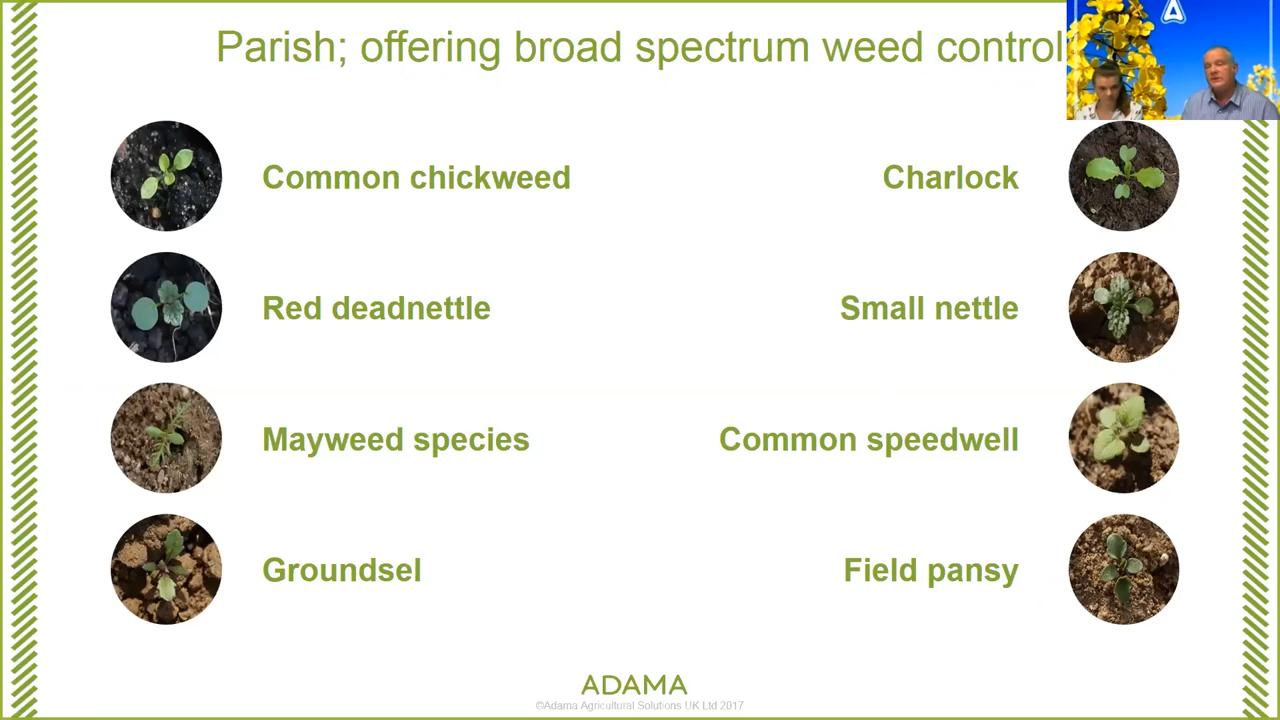 Parish; offering broad spectrum weed control
Common chickweed
Charlock
Red deadnettle
Small nettle
Mayweed species
Common speedwell
Groundsel
Field pansy
ADAMA
©Adama Agricultural Solutions UK Ltd 2017